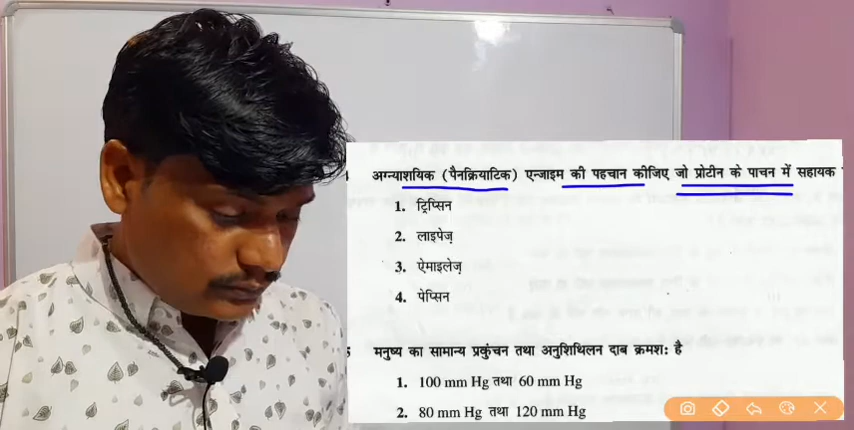 अग्न्याशयिक (पैनक्रियाटिक) एन्जाइम की पहचान कीजिए जो प्रोटीन के पाचन में सहायक
1. ट्रिप्सिन
2. लाइपेज़
3. ऐमाइलेज़
4. पेप्सिन
मनुष्य का सामान्य प्रकुंचन तथा अनुशिथिलन दाब क्रमश: है
1. 100 mm Hg तथा 60 mm Hg
2. 80 mm Hg तथा 120 mm Hg